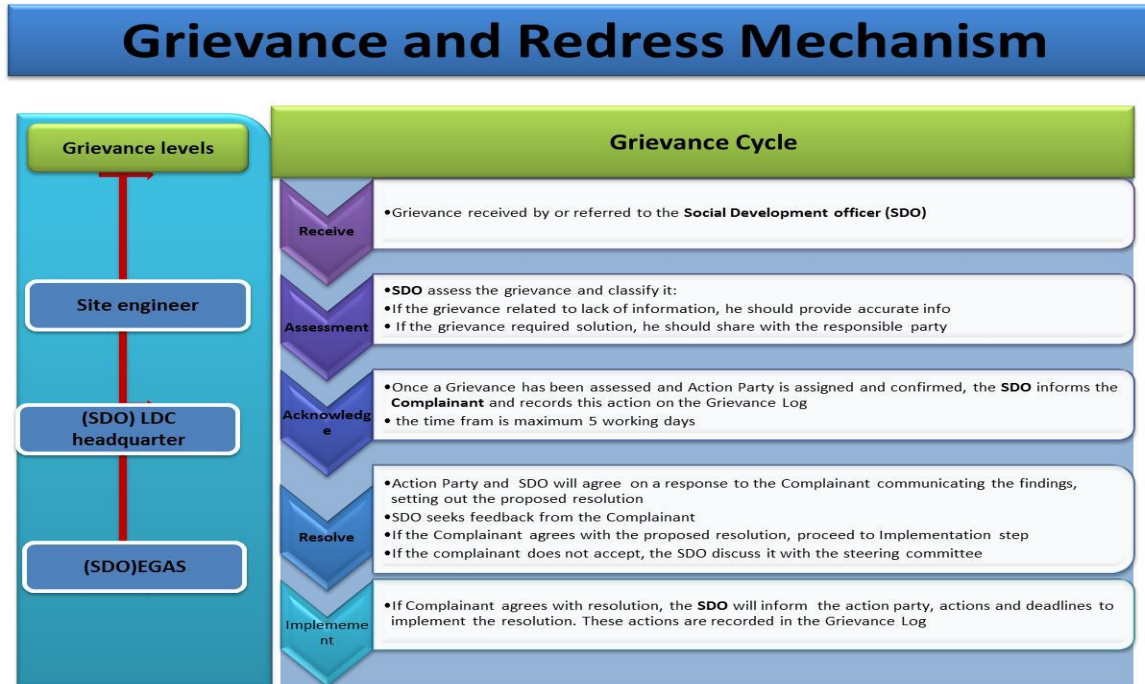 Grievance and Redress Mechanism
Grievance levels
Site engineer
(SDO) LDC
headquarter
(SDO)EGAS
Grievance Cycle
Receive
•Grievance received by or referred to the Social Development officer (SDO)
Assessment
•SDO assess the grievance and classify it:
•If the grievance related to lack of information, he should provide accurate info
• If the grievance required solution, he should share with the responsible party
Acknowledg
e
•Once a Grievance has been assessed and Action Party is assigned and confirmed, the SDO informs the
Complainant and records this action on the Grievance Log
• the time fram is maximum 5 working days
Resolve
•Action Party and SDO will agree on a response to the Complainant communicating the findings,
setting out the proposed resolution
•SDO seeks feedback from the Complainant
•If the Complainant agrees with the proposed resolution, proceed to Implementation step
•If the complainant does not accept, the SDO discuss it with the steering committee
Implememe
nt
•If Complainant agrees with resolution, the SDO will inform the action party, actions and deadlines to
implement the resolution. These actions are recorded in the Grievance Log